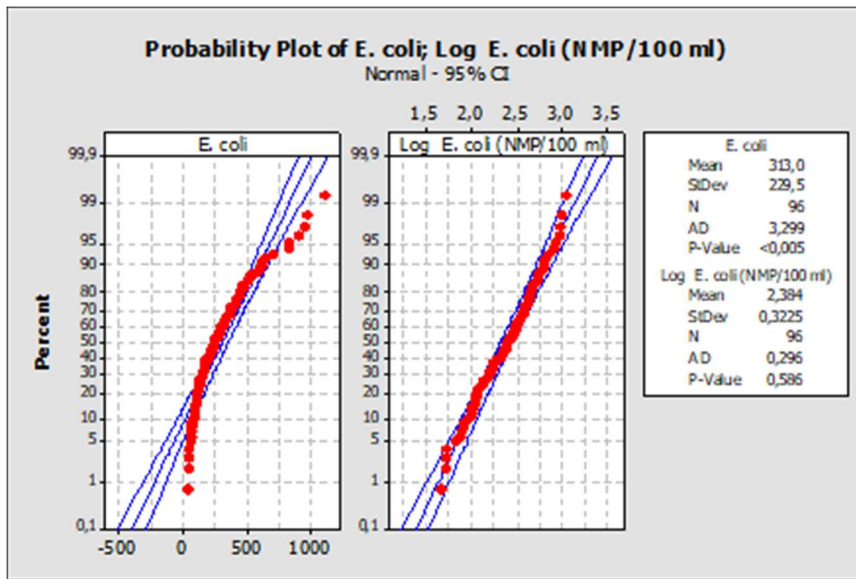 Probability Plot of E. coli; Log E. coli (NMP/100 ml)
Normal - 95% CI
1,5 2,0 2,5 3,0 3,5
E. coli
Log E. coli (NMP/100 ml)
99,9 99,9
99 99
95 95
90 90
80 80
70 70
60 60
50 50
40 40
30 30
20 20
10 10
5 5
1 1
0,1 0,1
Percent
-500 0 500 1000
E. coli
Mean 313,0
StDev 229,5
N 96
AD 3,299
P-Value <0,005
Log E. coli (NMP/100 ml)
Mean 2,384
StDev 0,3225
N 96
AD 0,296
P-Value 0,586